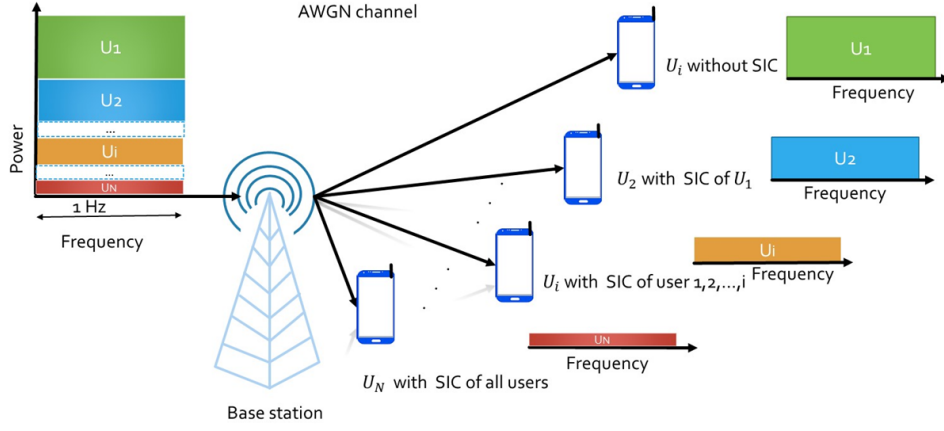 AWGN channel
Power
U1
U2
...
Ui
...
UN
1 Hz
Frequency
Base station
𝑈𝑖 without SIC
U1
Frequency
𝑈2 with SIC of 𝑈1
U2
Frequency
𝑈𝑖 with SIC of user 1,2,...,i
Ui
Frequency
𝑈𝑁 with SIC of all users
UN
Frequency